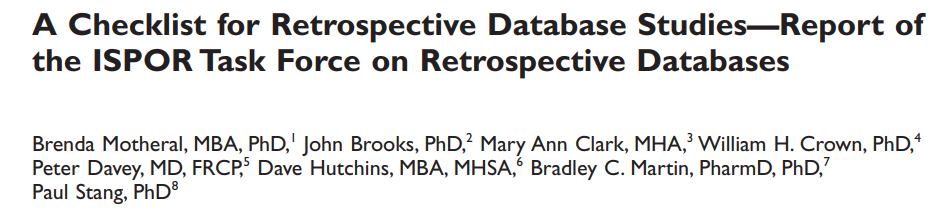 A Checklist for Retrospective Database Studies—Report of
the ISPOR Task Force on Retrospective Databases
Brenda Motheral, MBA, PhD,¹ John Brooks, PhD,² Mary Ann Clark, MHA,³ William H. Crown, PhD,⁴
Peter Davey, MD, FRCP,⁵ Dave Hutchins, MBA, MHSA,⁶ Bradley C. Martin, PharmD, PhD,⁷
Paul Stang, PhD⁸